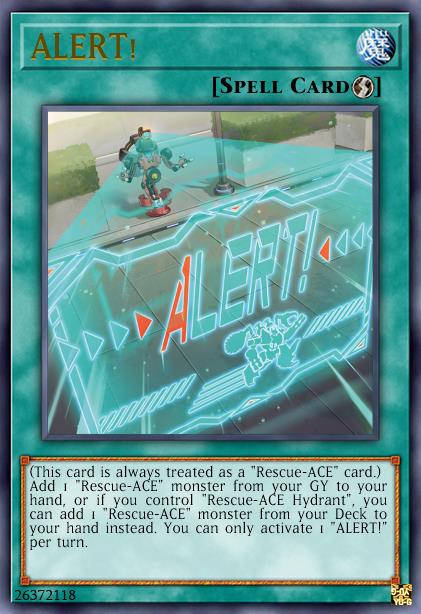 ALERT!
[SPELL CARD]
ALERT!
(This card is always treated as a "Rescue-ACE" card.)
Add 1 "Rescue-ACE" monster from your GY to your
hand, or if you control "Rescue-ACE Hydrant", you
can add 1 "Rescue-ACE" monster from your Deck to
your hand instead. You can only activate 1 "ALERT!"
per turn.
26372118